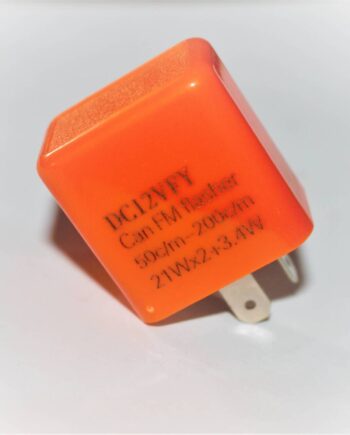 DC12VFY
Can FM flasher
50c/m~200c/m
21Wx2+3.4W